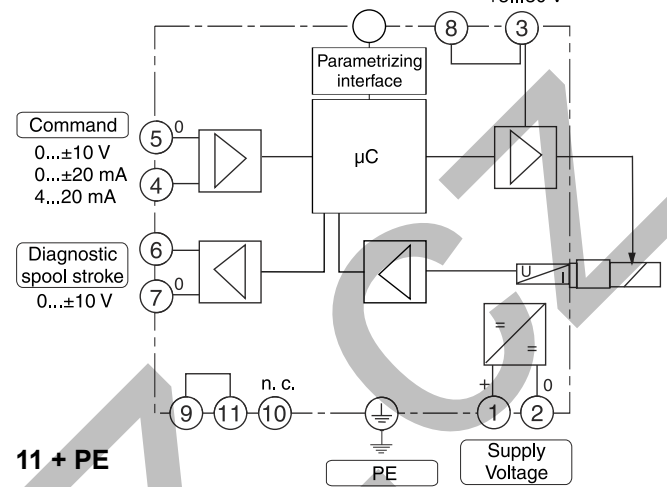 8
3
Parametrizing
interface
Command
0...±10 V
0...±20 mA
4...20 mA
5
0
4
µC
Diagnostic
spool stroke
0...±10 V
6
7
0
U
I
=
=
+
0
n. c.
9
11
10
1
2
11 + PE
PE
Supply
Voltage